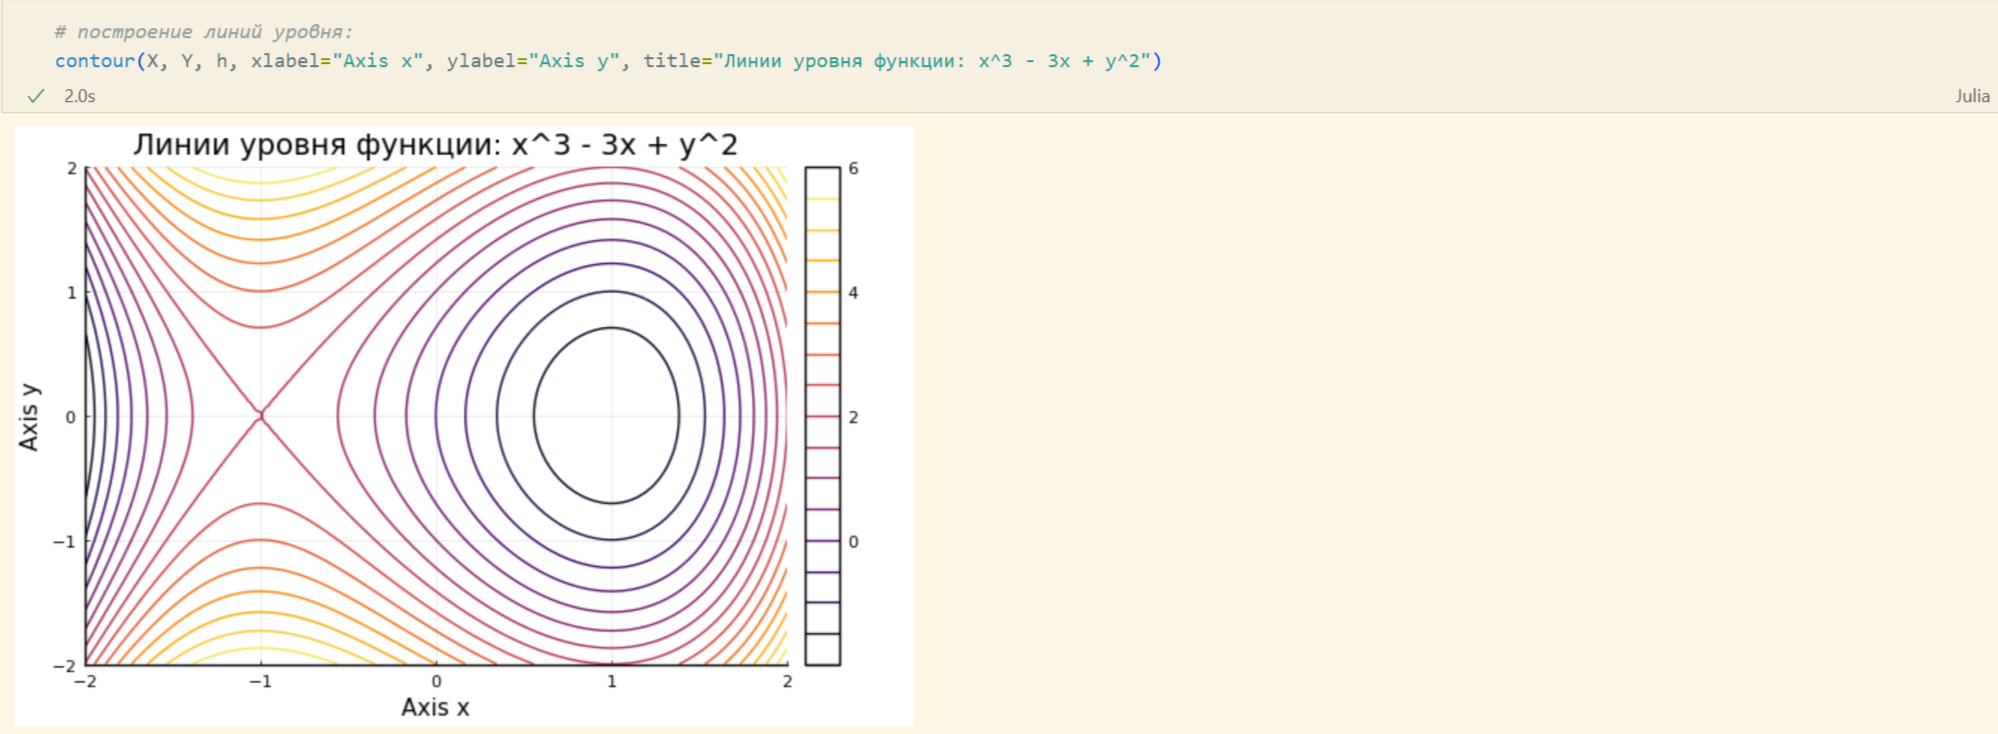 # построение линий уровня:
contour(X, Y, h, xlabel="Axis x", ylabel="Axis y", title="Линии уровня функции: x^3 - 3x + y^2")
2.0s
Julia
Линии уровня функции: x^3 - 3x + y^2
2
1
0
−1
−2
Axis y
−2 −1 0 1 2
Axis x
6
4
2
0